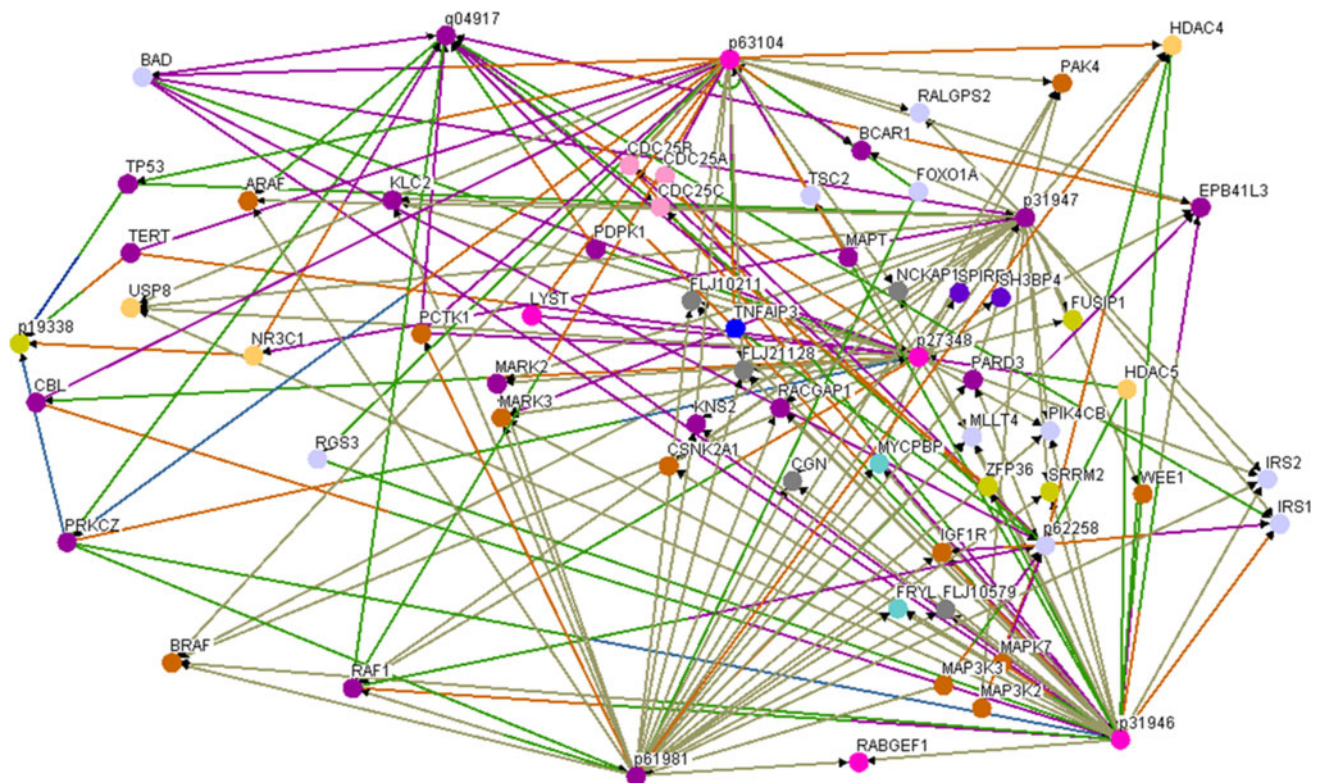 q04917
p63104
HDAC4
BAD
PAK4
RALGPS2
BCAR1
CDC25B
CDC25A
TP53
ARAF
KLC2
CDC25C
TSC2
FOXO1A
EPB41L3
p31947
TERT
PDPK1
MAPT
USP8
FLJ10211
NCKAP1
SPIRE1
SH3BP4
LYST
TNFAIP3
FUSIP1
p19338
NR3C1
PCTK1
p27348
CBL
MARK2
FLJ21128
PARD3
HDAC5
MARK3
KNS2
RACGAP1
MLLT4
PIK4CB
RGS3
CSNK2A1
CGN
MYCPBP
ZFP36
SRRM2
WEE1
IRS2
IRS1
PRKCZ
IGF1R
p62258
FRYL
FLJ10579
BRAF
RAF1
MAP3K3
MAPK7
MAP3K2
p31946
p61981
RABGEF1